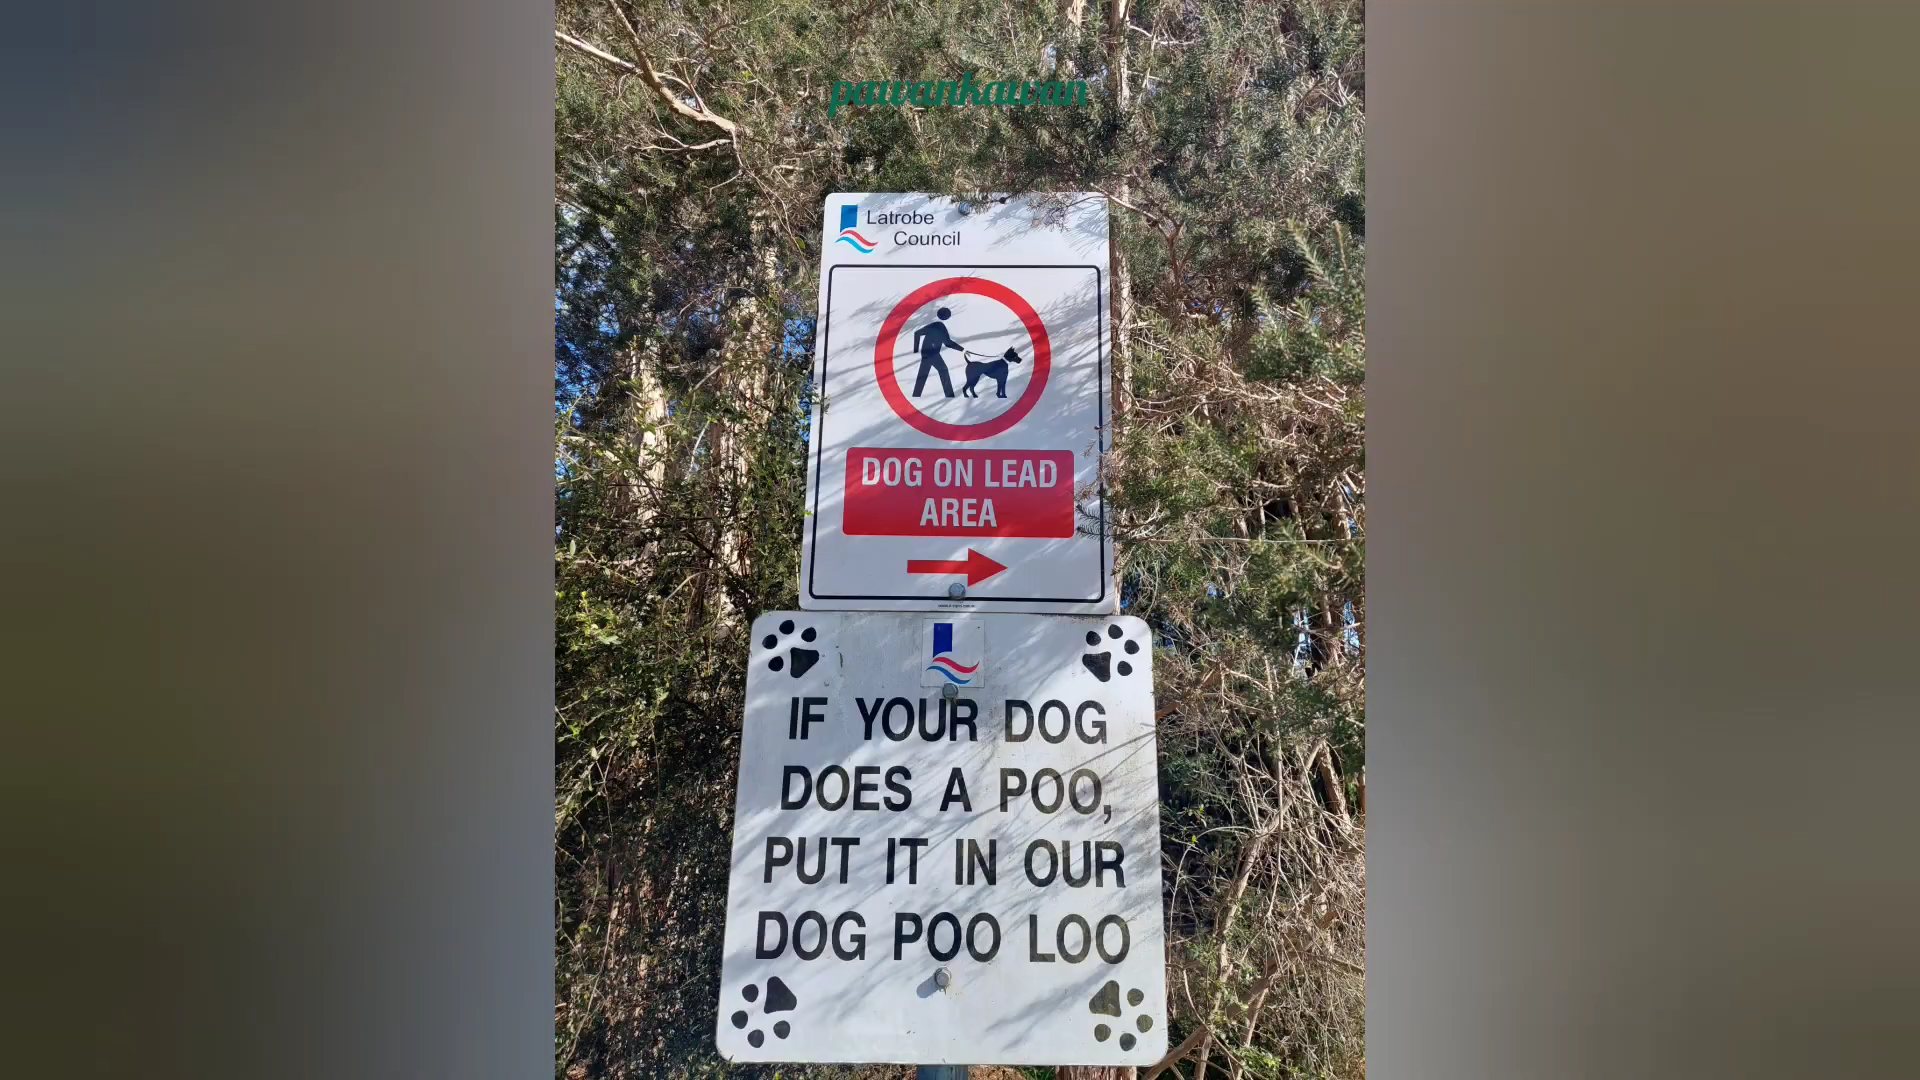 pawankawan
Latrobe
Council
DOG ON LEAD
AREA
IF YOUR DOG
DOES A POO,
PUT IT IN OUR
DOG POO LOO